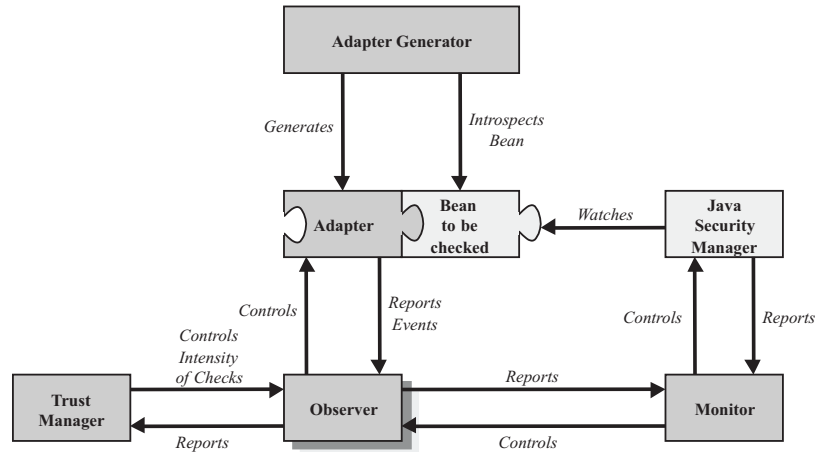 Adapter Generator
Generates
Introspects
Bean
Adapter
Bean
to be
checked
Watches
Java
Security
Manager
Controls
Reports
Events
Controls
Reports
Controls
Intensity
of Checks
Trust
Manager
Observer
Reports
Monitor
Reports
Controls